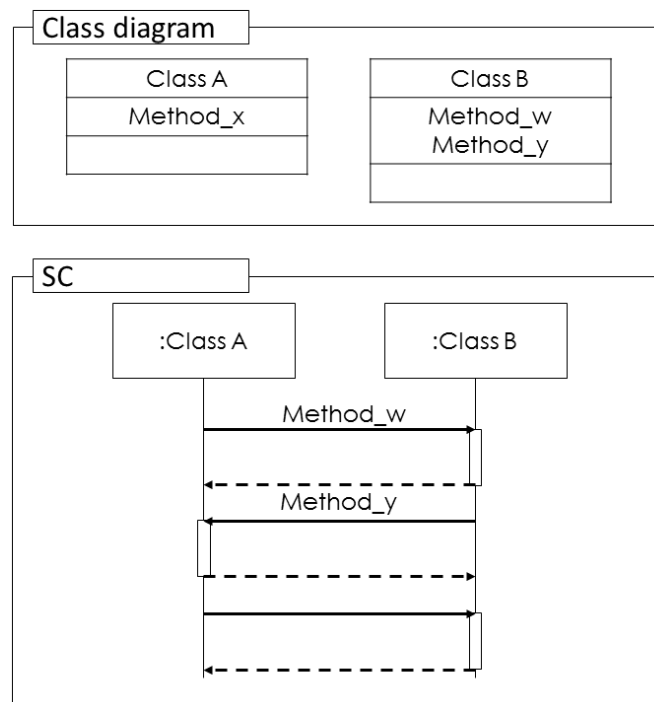 Class diagram
Class A
Method_x
Class B
Method_w
Method_y
SC
:Class A
:Class B
Method_w
Method_y